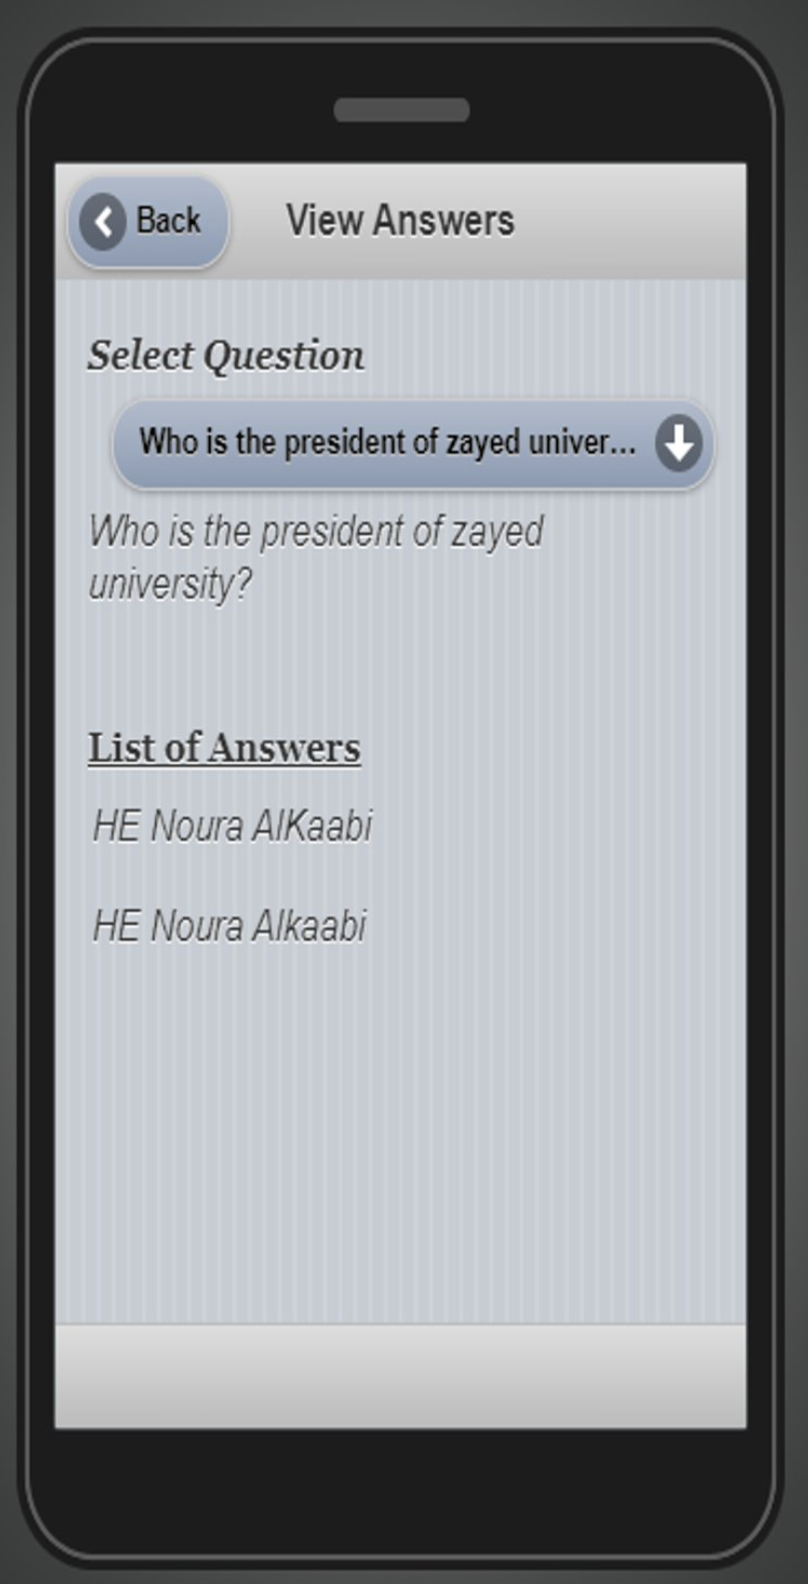 Back
View Answers
Select Question
Who is the president of zayed univer...
Who is the president of zayed
university?
List of Answers
HE Noura AlKaabi
HE Noura Alkaabi